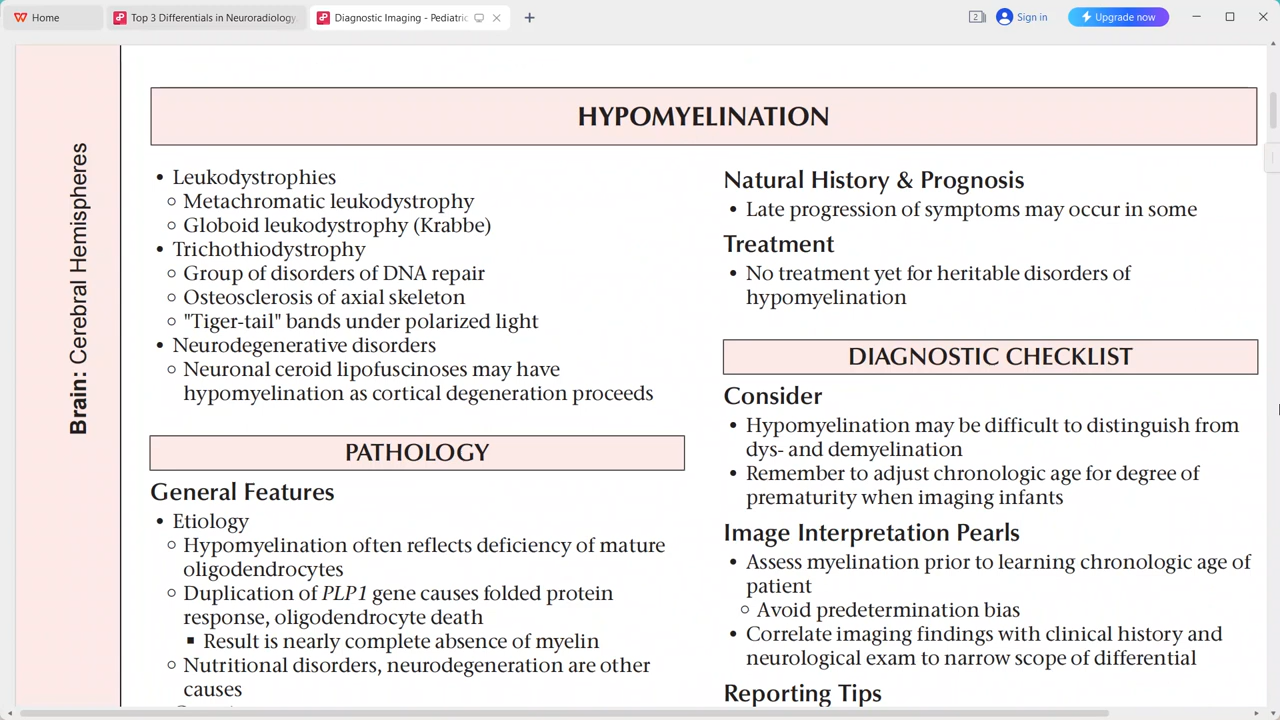 Home
Top 3 Differentials in Neuroradiology.
Diagnostic Imaging - Pediatric
2
Sign in
Upgrade now
Brain: Cerebral Hemispheres
HYPOMYELINATION
• Leukodystrophies
○ Metachromatic leukodystrophy
○ Globoid leukodystrophy (Krabbe)
• Trichothiodystrophy
○ Group of disorders of DNA repair
○ Osteosclerosis of axial skeleton
○ "Tiger-tail" bands under polarized light
• Neurodegenerative disorders
○ Neuronal ceroid lipofuscinoses may have
hypomyelination as cortical degeneration proceeds
PATHOLOGY
General Features
• Etiology
○ Hypomyelination often reflects deficiency of mature
oligodendrocytes
○ Duplication of PLP1 gene causes folded protein
response, oligodendrocyte death
▪ Result is nearly complete absence of myelin
○ Nutritional disorders, neurodegeneration are other
causes
Natural History & Prognosis
• Late progression of symptoms may occur in some
Treatment
• No treatment yet for heritable disorders of
hypomyelination
DIAGNOSTIC CHECKLIST
Consider
• Hypomyelination may be difficult to distinguish from
dys- and demyelination
• Remember to adjust chronologic age for degree of
prematurity when imaging infants
Image Interpretation Pearls
• Assess myelination prior to learning chronologic age of
patient
○ Avoid predetermination bias
• Correlate imaging findings with clinical history and
neurological exam to narrow scope of differential
Reporting Tips